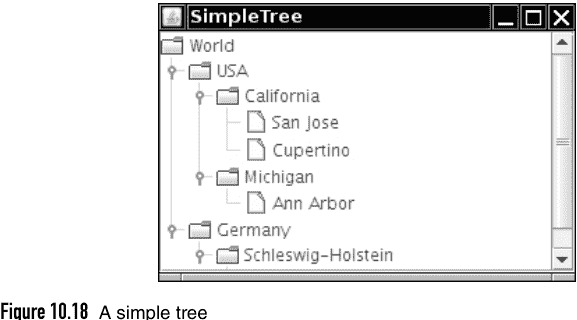 SimpleTree
World
USA
California
San Jose
Cupertino
Michigan
Ann Arbor
Germany
Schleswig-Holstein
Figure 10.18 A simple tree